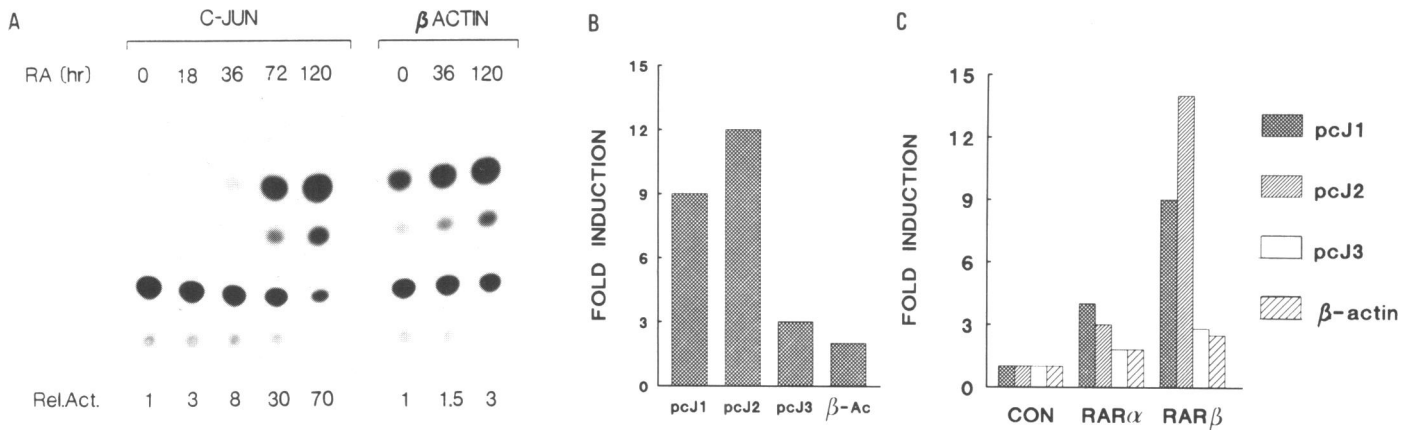 A
C-JUN
β ACTIN
RA (hr)
0 18 36 72 120
0 36 120
Rel.Act.
1 3 8 30 70
1 1.5 3
B
FOLD INDUCTION
15
12
9
6
3
0
pcJ1 pcJ2 pcJ3 β-Ac
C
FOLD INDUCTION
15
12
9
6
3
0
CON RARα RARβ
pcJ1
pcJ2
pcJ3
β-actin